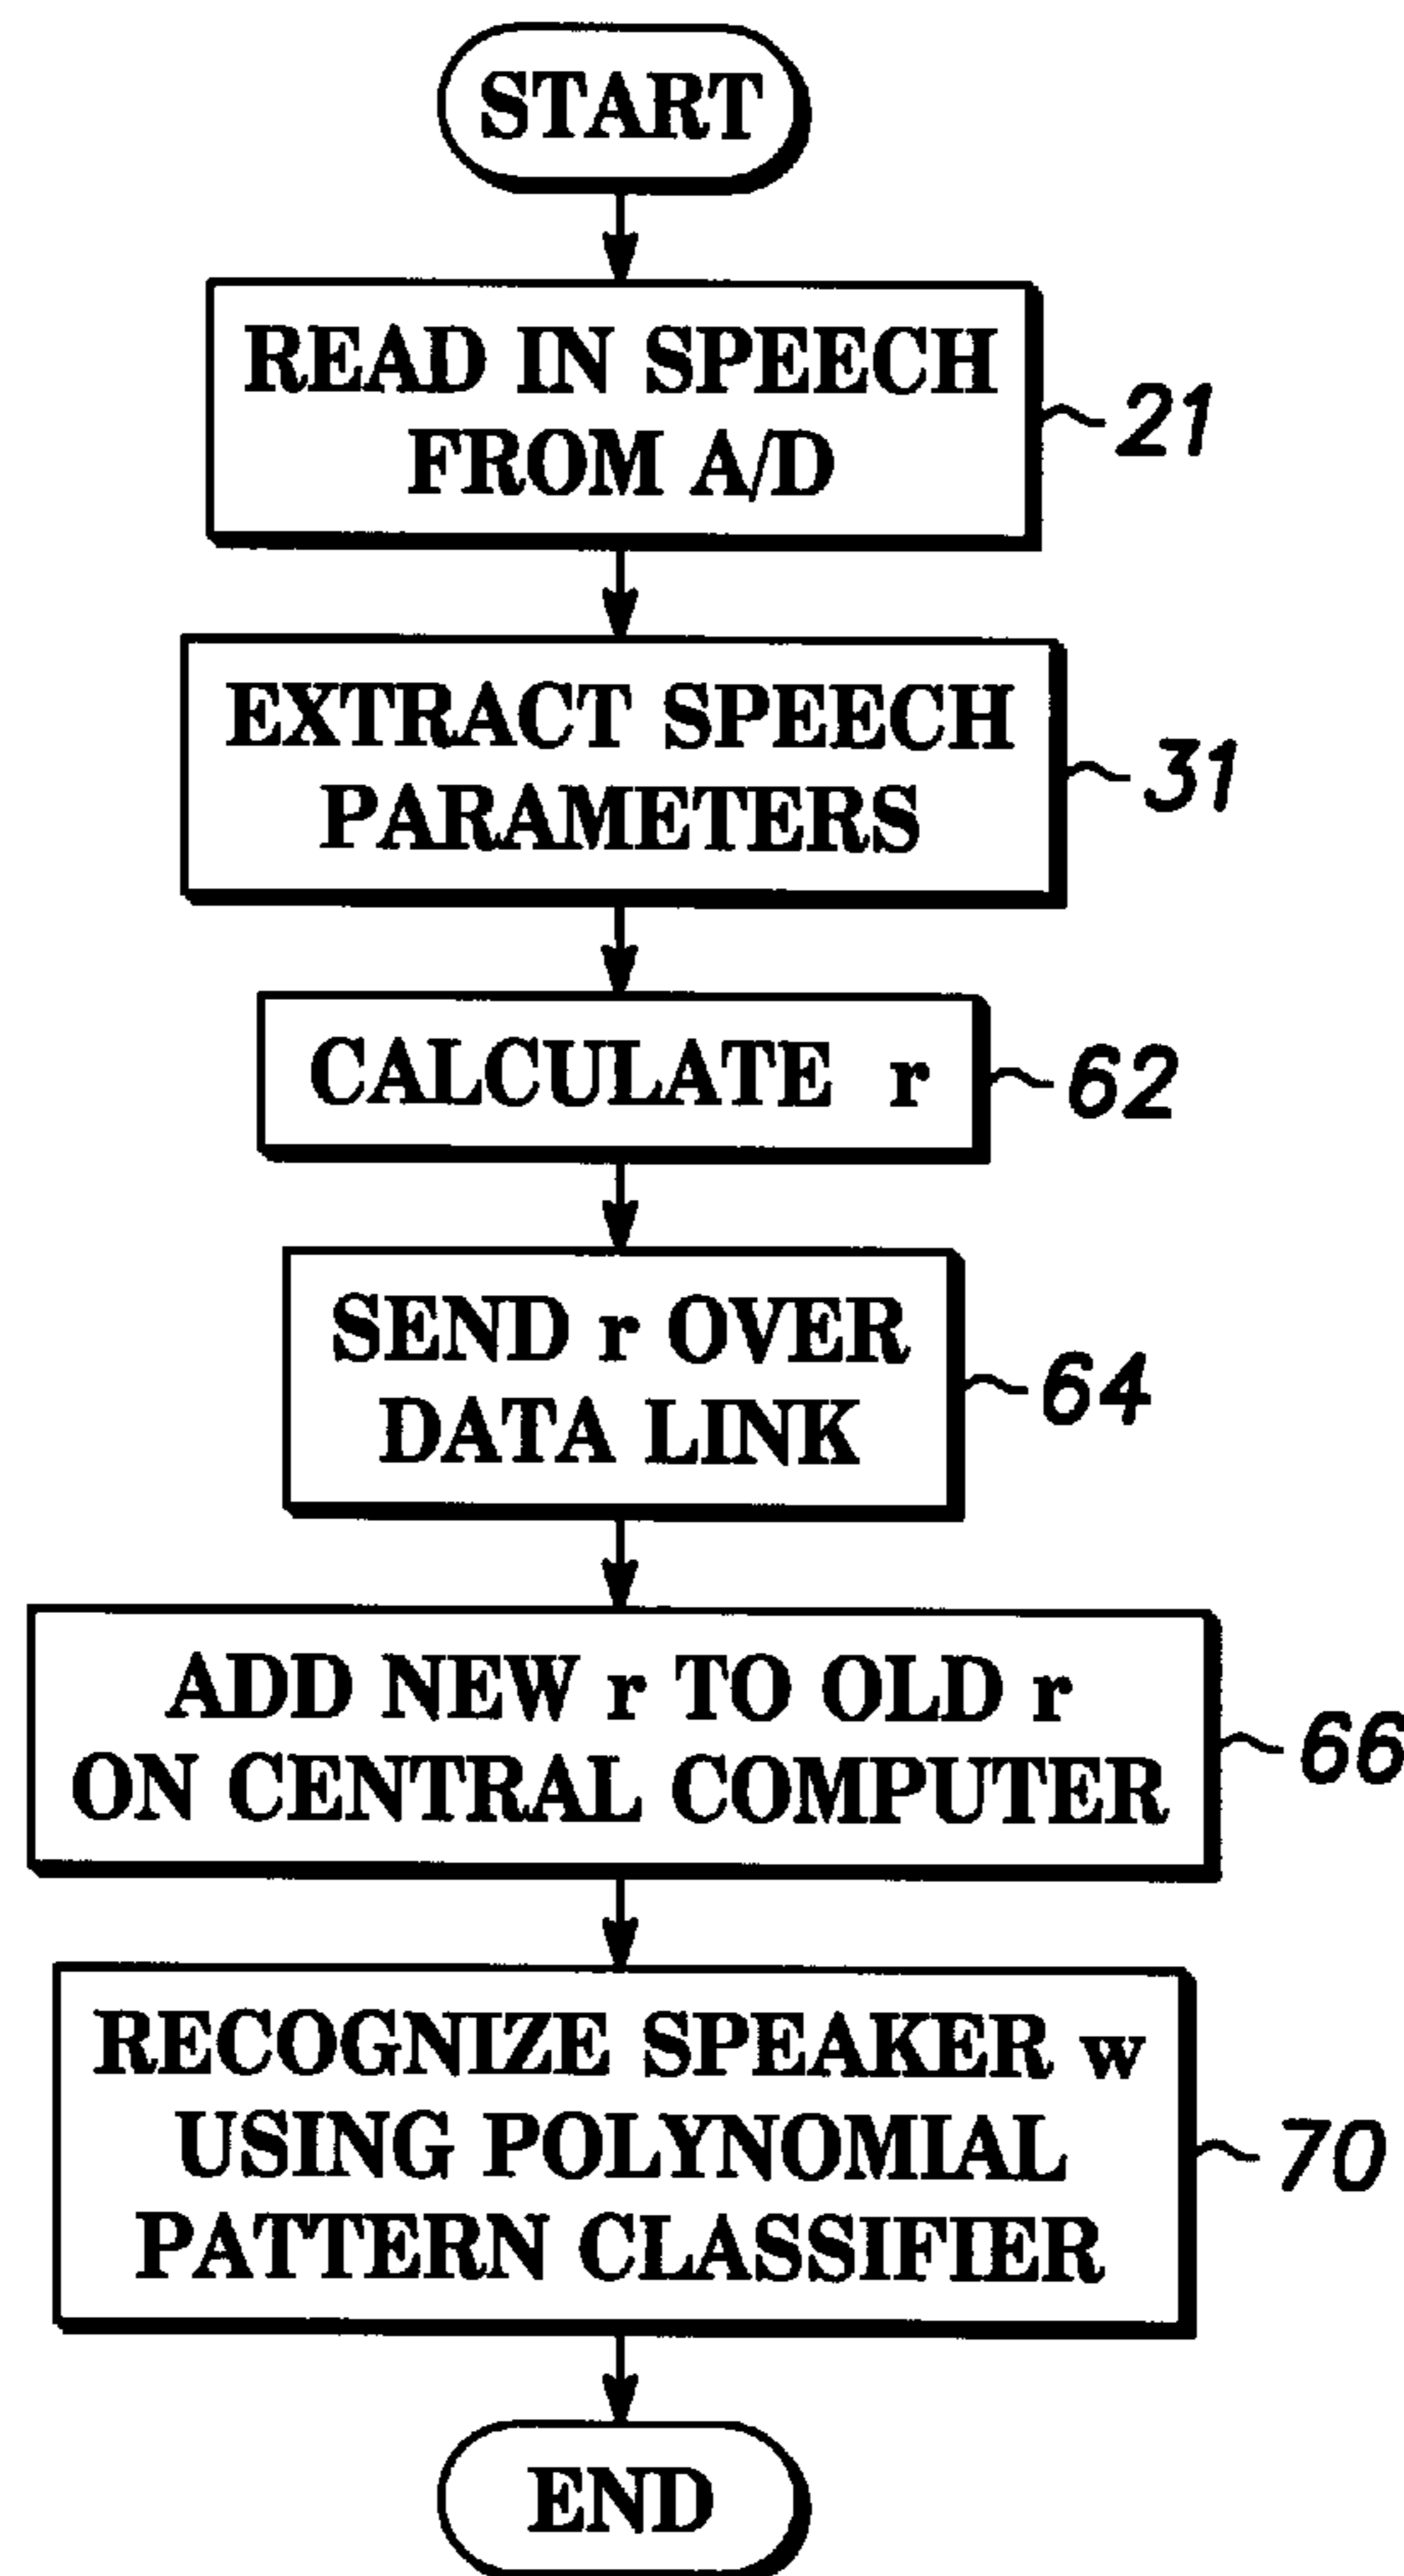 START
READ IN SPEECH
FROM A/D
21
EXTRACT SPEECH
PARAMETERS
31
CALCULATE r
62
SEND r OVER
DATA LINK
64
ADD NEW r TO OLD r
ON CENTRAL COMPUTER
66
RECOGNIZE SPEAKER w
USING POLYNOMIAL
PATTERN CLASSIFIER
70
END